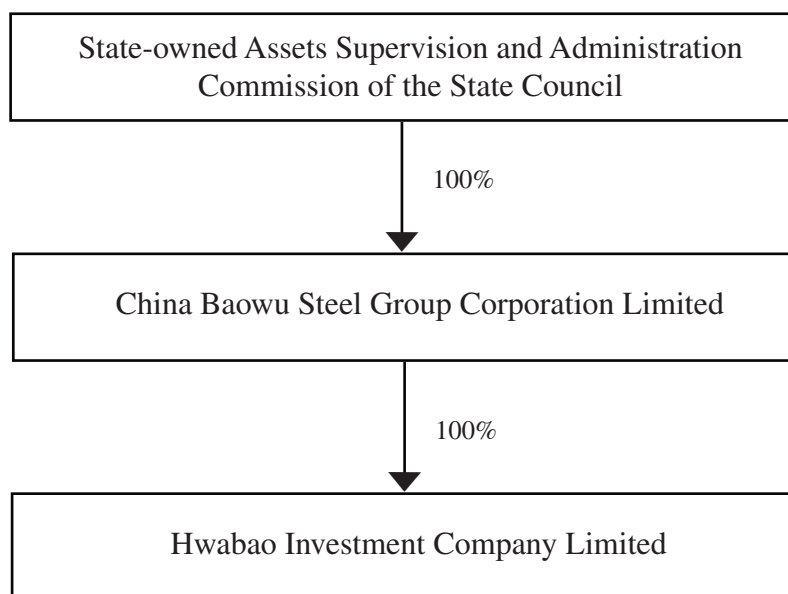 State-owned Assets Supervision and Administration
Commission of the State Council
100%
China Baowu Steel Group Corporation Limited
100%
Hwabao Investment Company Limited